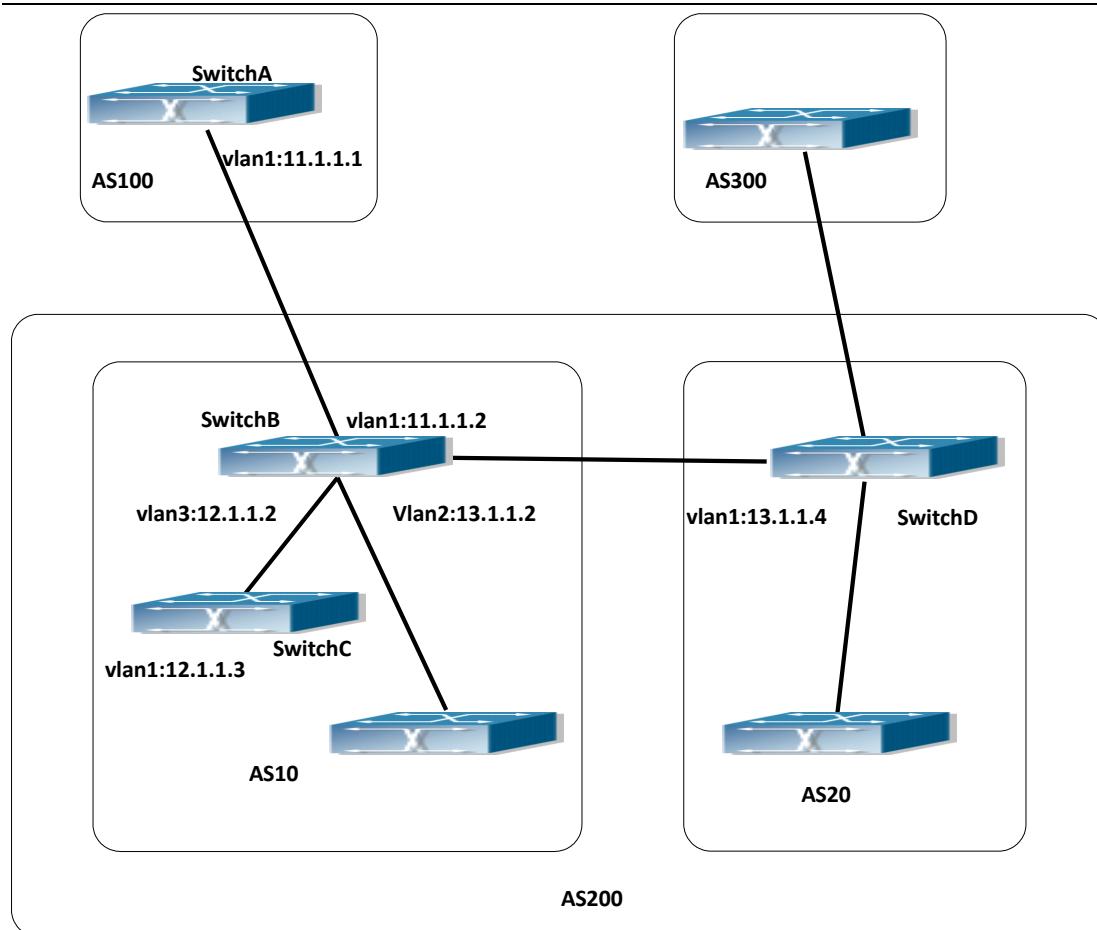 SwitchA
vlan1:11.1.1.1
AS100
AS300
SwitchB
vlan1:11.1.1.2
vlan3:12.1.1.2
Vlan2:13.1.1.2
vlan1:13.1.1.4
SwitchD
SwitchC
vlan1:12.1.1.3
AS10
AS20
AS200